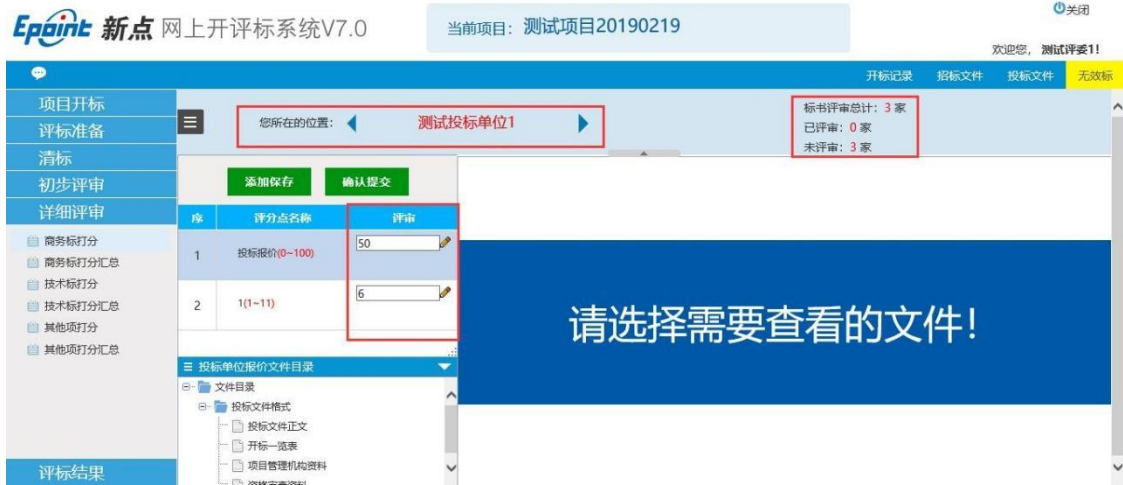 关闭
Epoint 新点 网上开评标系统V7.0
当前项目：测试项目20190219
欢迎您，测试评委1!
开标记录 招标文件 投标文件 无效标
项目开标
评标准备
清标
初步评审
详细评审
商务标打分
商务标打分汇总
技术标打分
技术标打分汇总
其他项打分
其他项打分汇总
评标结果
您所在的位置： 测试投标单位1
标书评审总计：3 家
已评审：0 家
未评审：3 家
添加保存 确认提交
序 评分点名称 评审
1 投标报价(0~100) 50
2 1(1~11) 6
投标单位报价文件目录
文件目录
投标文件格式
投标文件正文
开标一览表
项目管理机构资料
资格审查资料
请选择需要查看的文件!